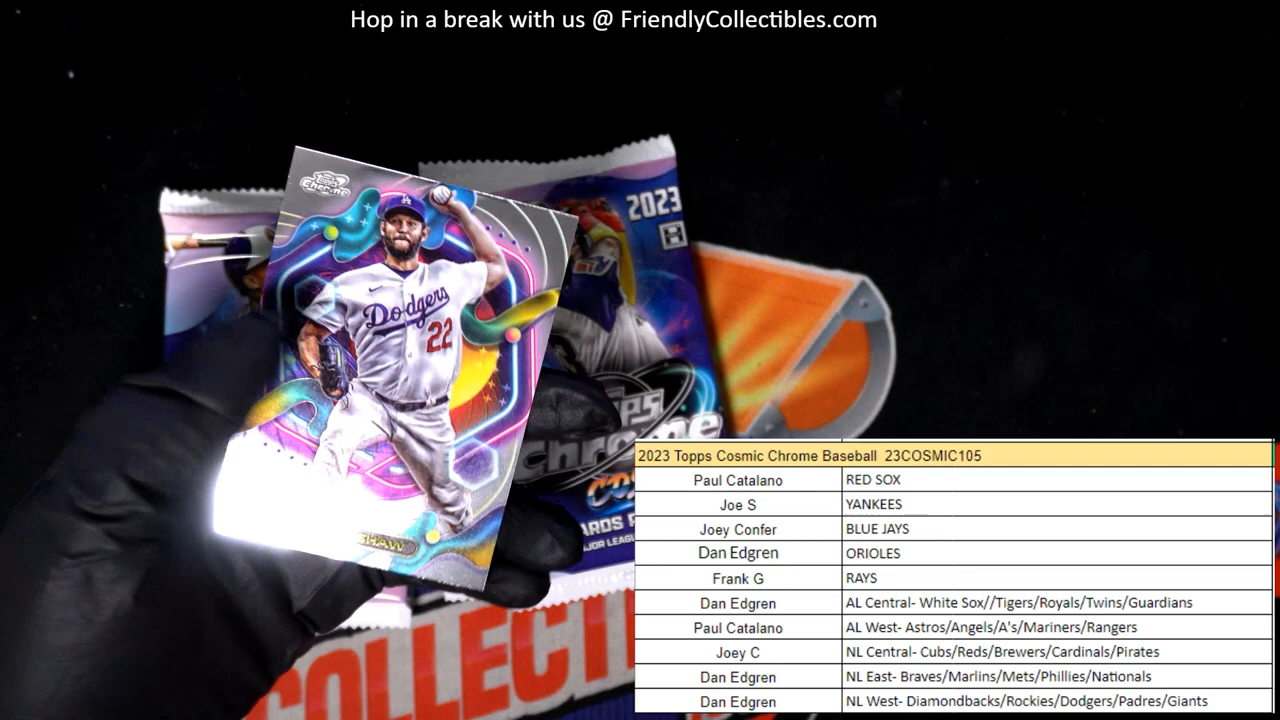 Hop in a break with us @ FriendlyCollectibles.com
Topps
Chrome
Dodgers
22
SHAW
2023
H
Chrome
2023 Topps Cosmic Chrome Baseball 23COSMIC105
Paul Catalano RED SOX
Joe S YANKEES
Joey Confer BLUE JAYS
Dan Edgren ORIOLES
Frank G RAYS
Dan Edgren AL Central- White Sox//Tigers/Royals/Twins/Guardians
Paul Catalano AL West- Astros/Angels/A's/Mariners/Rangers
Joey C NL Central- Cubs/Reds/Brewers/Cardinals/Pirates
Dan Edgren NL East- Braves/Marlins/Mets/Phillies/Nationals
Dan Edgren NL West- Diamondbacks/Rockies/Dodgers/Padres/Giants
COLLECTI